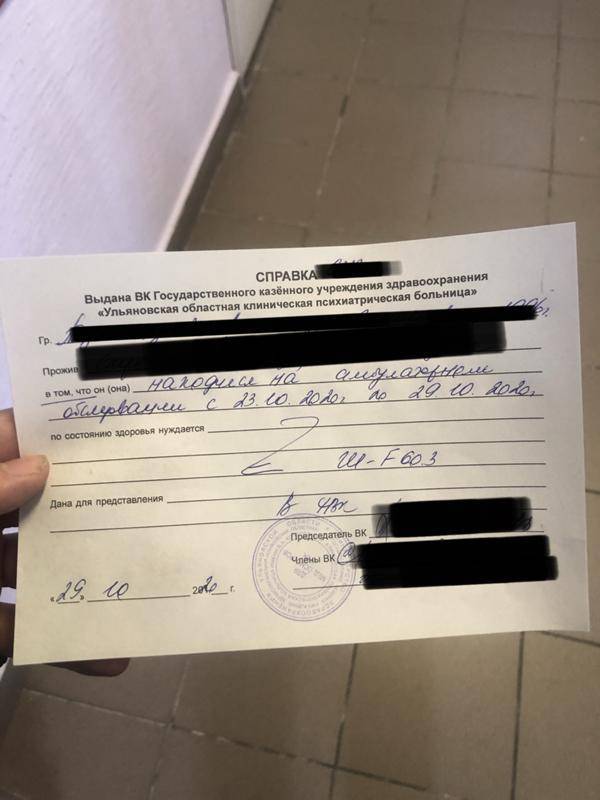 СПРАВКА
Выдана ВК Государственного казённого учреждения здравоохранения
«Ульяновская областная клиническая психиатрическая больница»
Гр. 1996г.
Прожив
в том, что он (она) находился на амбулаторном
обследовании с 23.10.2020г по 29.10.2020г
по состоянию здоровья нуждается
Ш-F60.3
Дана для представления
в
Председатель ВК
Члены ВК
«29» 10 2020 г.